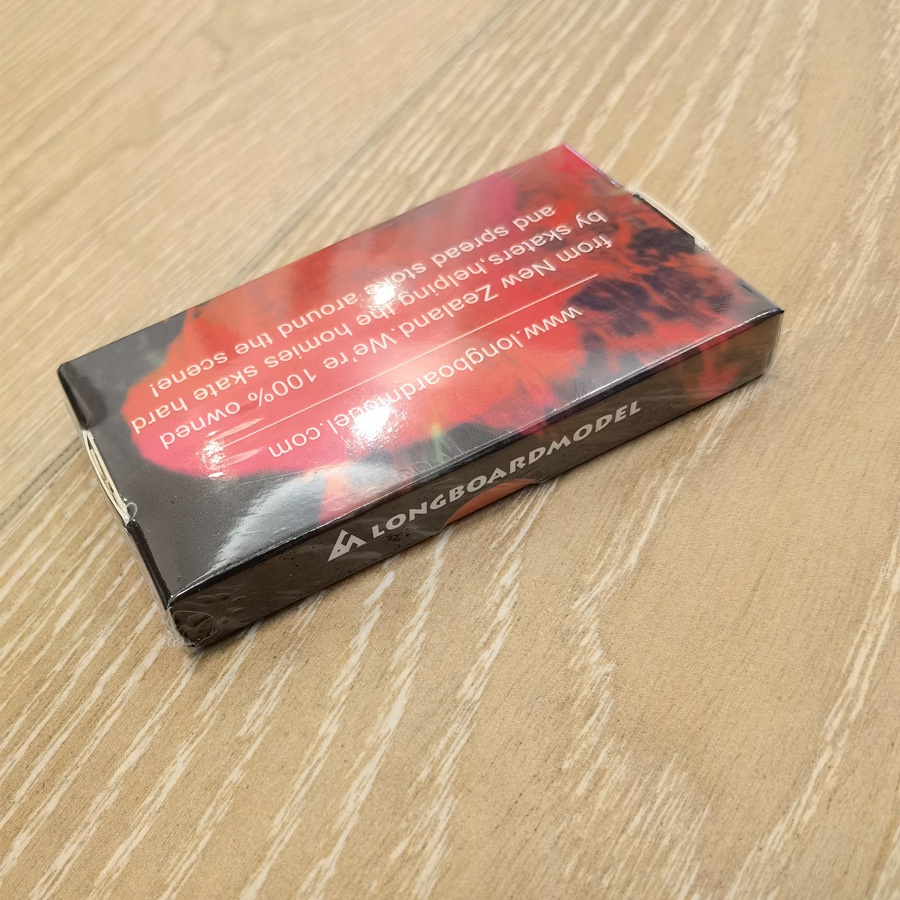 www.longboardmodel.com
from New Zealand.We're 100% owned
by skaters,helping the homies skate hard
and spread stoke around the scene!
LONGBOARDMODEL